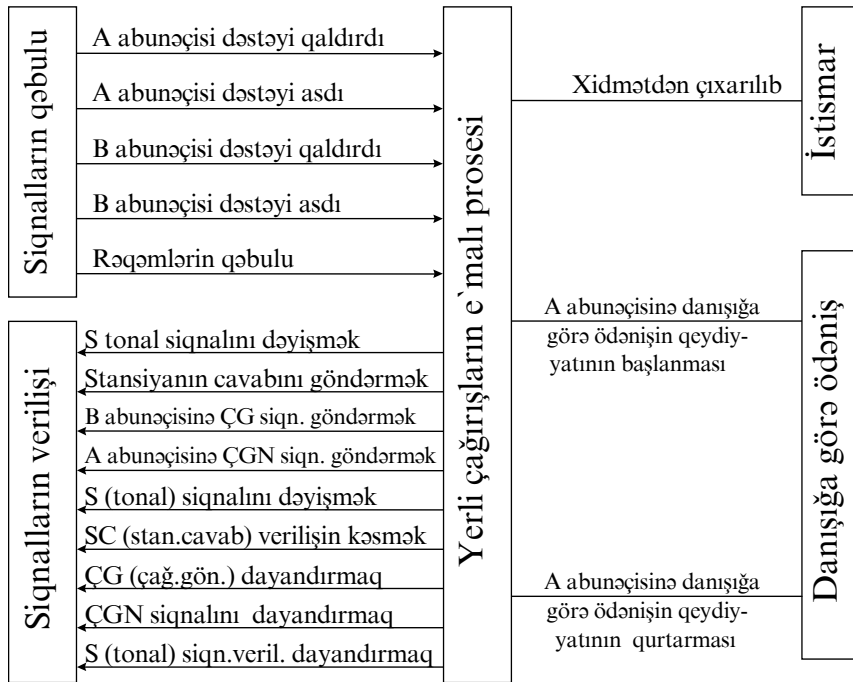 Siqnalların qəbulu
A abunəçisi dəstəyi qaldırdı
A abunəçisi dəstəyi asdı
B abunəçisi dəstəyi qaldırdı
B abunəçisi dəstəyi asdı
Rəqəmlərin qəbulu
Siqnalların verilişi
S tonal siqnalını dəyişmək
Stansiyanın cavabını göndərmək
B abunəçisinə ÇG siqn. göndərmək
A abunəçisinə ÇGN siqn. göndərmək
S (tonal) siqnalını dəyişmək
SC (stan.cavab) verilişin kəsmək
ÇG (çağ.gön.) dayandırmaq
ÇGN siqnalını dayandırmaq
S (tonal) siqn.veril. dayandırmaq
Yerli çağırışların e`malı prosesi
Xidmətdən çıxarılıb
İstismar
A abunəçisinə danışığa
görə ödənişin qeydiy-
yatının başlanması
A abunəçisinə danışığa
görə ödənişin qeydiy-
yatının qurtarması
Danışığa görə ödəniş